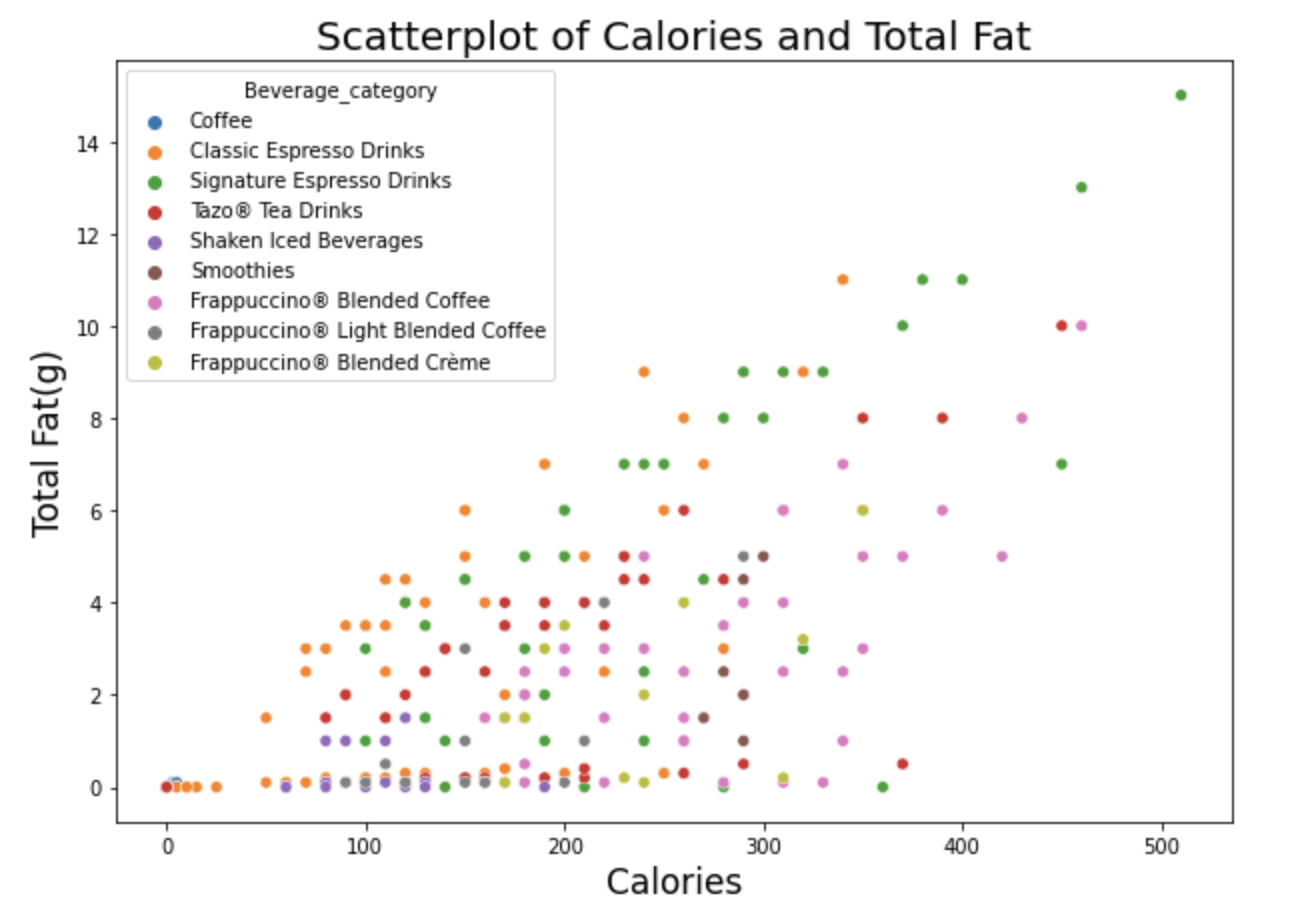 Scatterplot of Calories and Total Fat
Beverage_category
Coffee
Classic Espresso Drinks
Signature Espresso Drinks
Tazo® Tea Drinks
Shaken Iced Beverages
Smoothies
Frappuccino® Blended Coffee
Frappuccino® Light Blended Coffee
Frappuccino® Blended Crème
Total Fat(g)
14
12
10
8
6
4
2
0
0 100 200 300 400 500
Calories